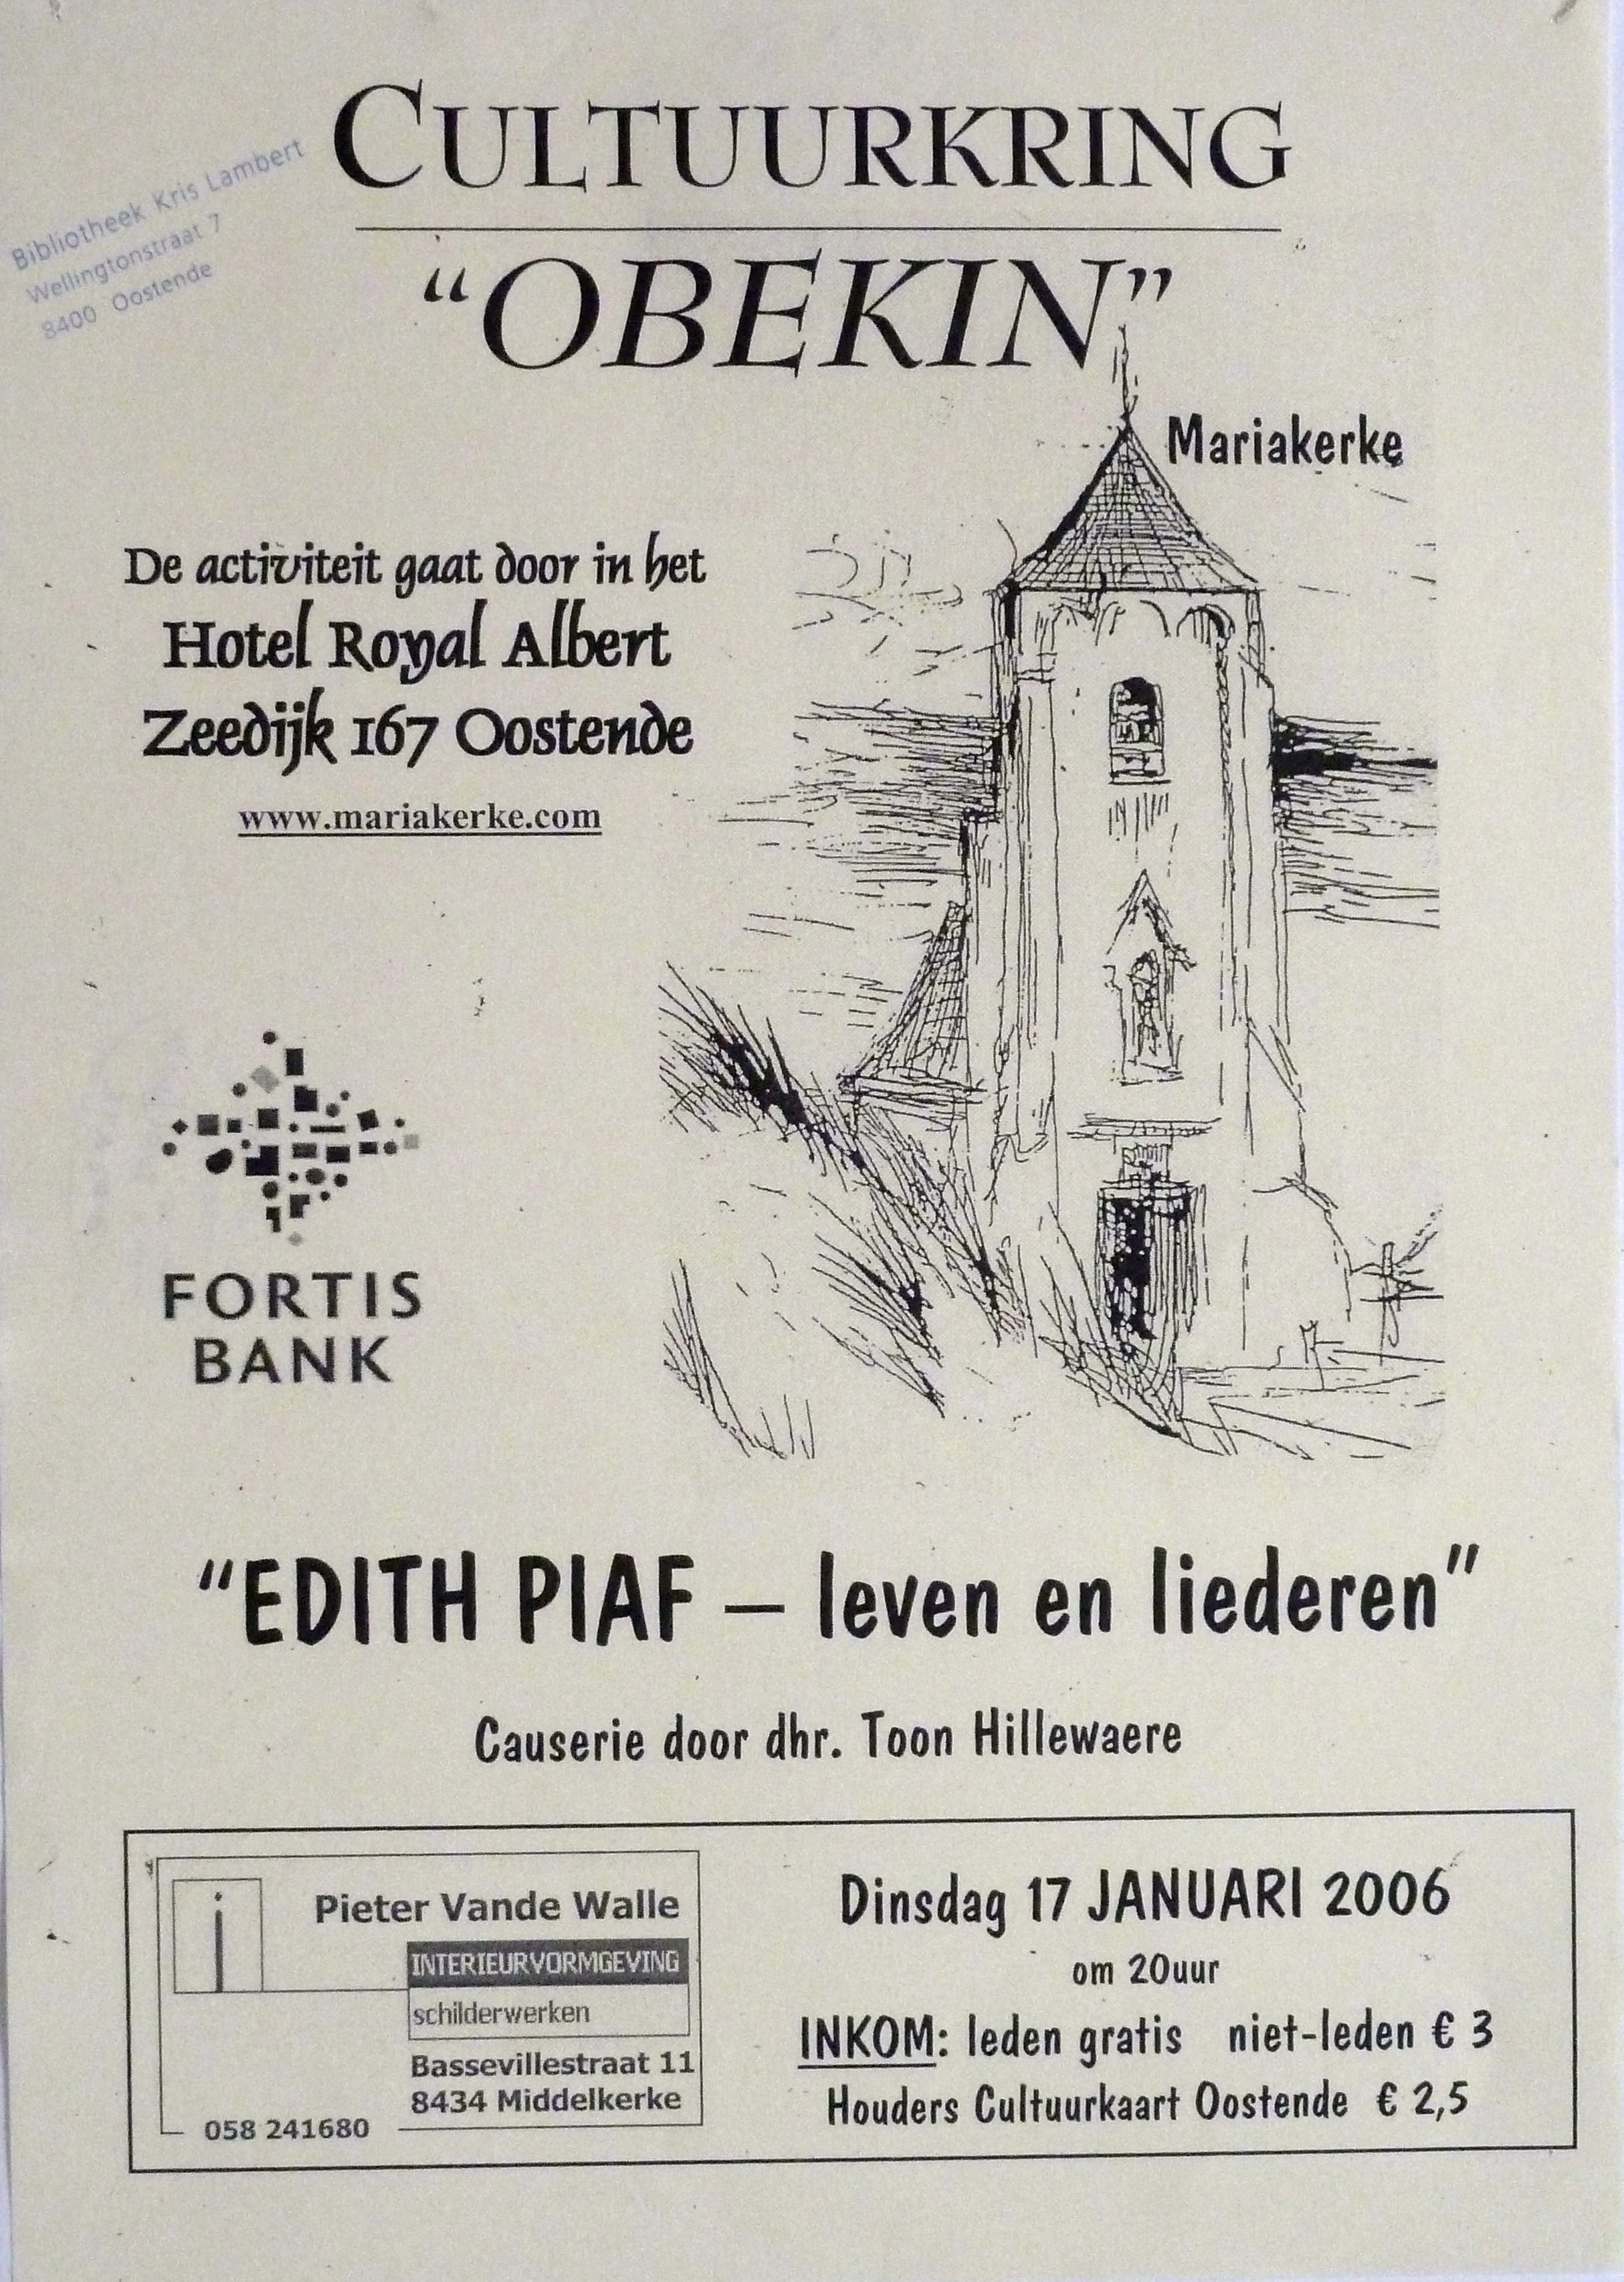 Bibliotheek Kris Lambert
Wellingtonstraat 7
8400 Oostende
CULTUURKRING
"OBEKIN"
Mariakerke
De activiteit gaat door in het
Hotel Royal Albert
Zeedijk 167 Oostende
www.mariakerke.com
FORTIS
BANK
"EDITH PIAF – leven en liederen"
Causerie door dhr. Toon Hillewaere
i
Pieter Vande Walle
INTERIEURVORMGEVING
schilderwerken
Bassevillestraat 11
8434 Middelkerke
058 241680
Dinsdag 17 JANUARI 2006
om 20uur
INKOM: leden gratis niet-leden € 3
Houders Cultuurkaart Oostende € 2,5